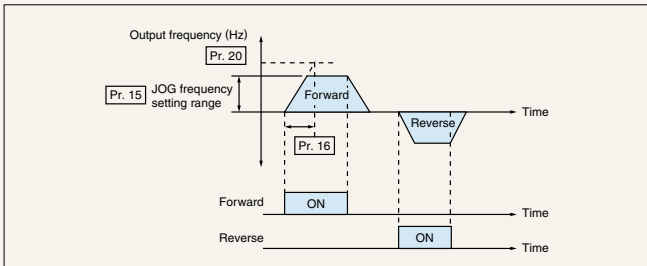 Output frequency (Hz)
Pr. 20
Pr. 15
JOG frequency
setting range
Forward
Time
Reverse
Pr. 16
Forward
ON
Time
Reverse
ON
Time